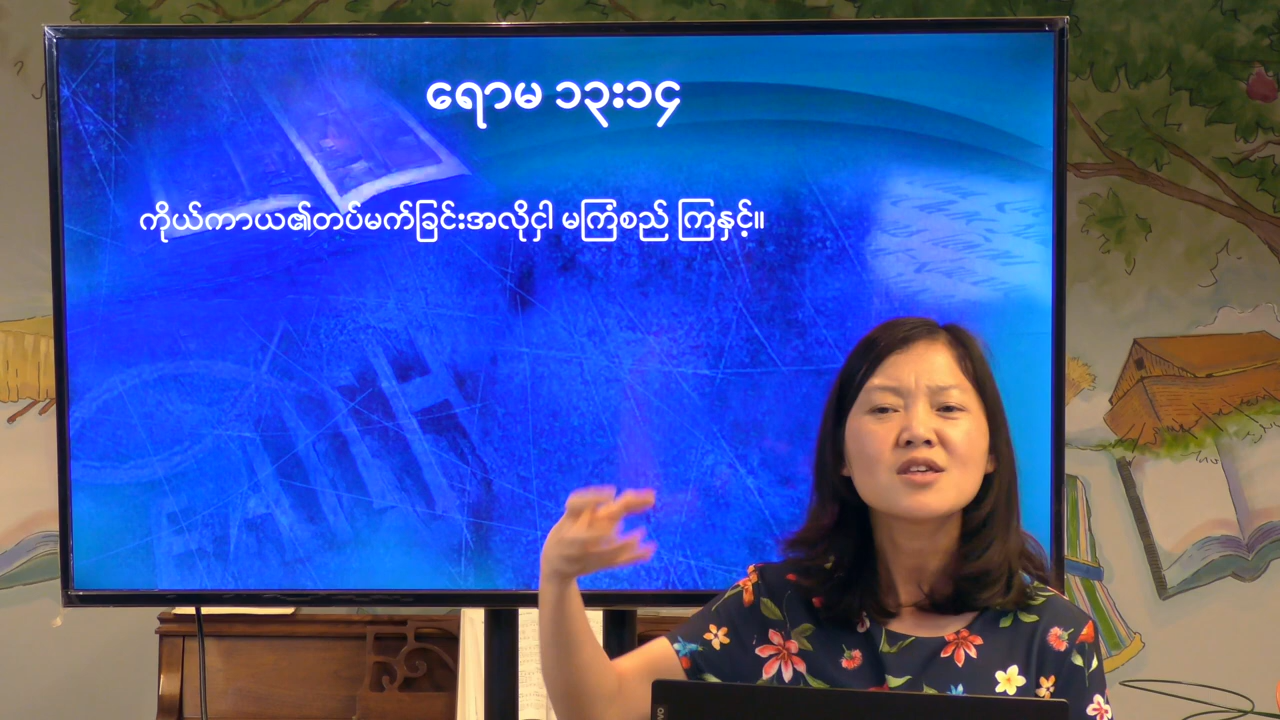 ရောမ ၁၃း၁၄
ကိုယ်ကာယ၏တပ်မက်ခြင်းအလိုငှါ မကြံစည် ကြနှင့်။
FAITH